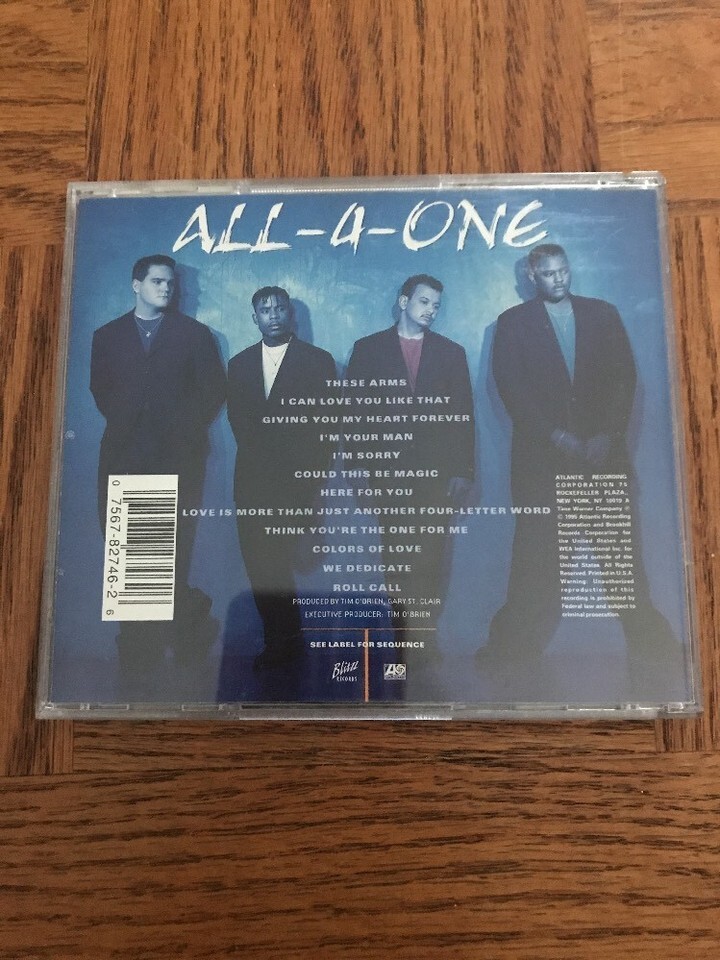 ALL-4-ONE
THESE ARMS
I CAN LOVE YOU LIKE THAT
GIVING YOU MY HEART FOREVER
I'M YOUR MAN
I'M SORRY
COULD THIS BE MAGIC
HERE FOR YOU
LOVE IS MORE THAN JUST ANOTHER FOUR-LETTER WORD
THINK YOU'RE THE ONE FOR ME
COLORS OF LOVE
WE DEDICATE
ROLL CALL
PRODUCED BY TIM O'BRIEN, GARY ST. CLAIR
EXECUTIVE PRODUCER: TIM O'BRIEN
SEE LABEL FOR SEQUENCE
Blitzz
RECORDS
0 7567-82746-2 6
ATLANTIC RECORDING
CORPORATION 75
ROCKEFELLER PLAZA,
NEW YORK, NY 10019 A
Time Warner Company ℗
© 1995 Atlantic Recording
Corporation and Brookhill
Records Corporation for
the United States and
WEA International Inc. for
the world outside of the
United States. All Rights
Reserved. Printed in U.S.A.
Warning: Unauthorized
reproduction of this
recording is prohibited by
Federal law and subject to
criminal prosecution.